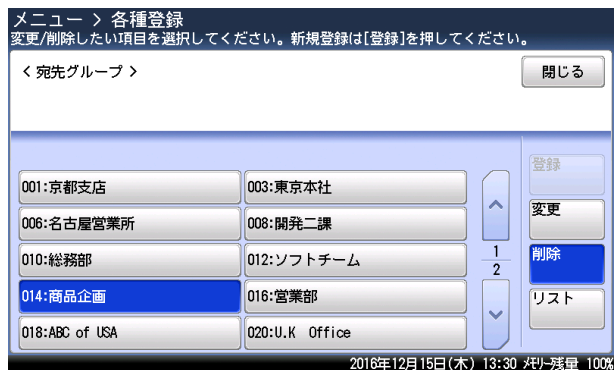 メニュー > 各種登録
変更/削除したい項目を選択してください。新規登録は[登録]を押してください。
< 宛先グループ >
閉じる
登録
001:京都支店
003:東京本社
変更
006:名古屋営業所
008:開発二課
010:総務部
012:ソフトチーム
1
2
削除
014:商品企画
016:営業部
リスト
018:ABC of USA
020:U.K Office
2016年12月15日(木) 13:30 メモリー残量 100%